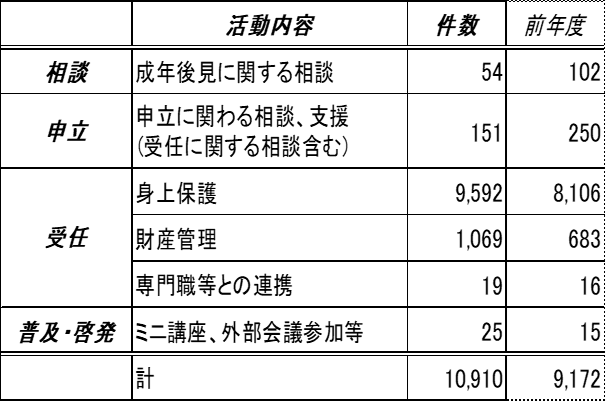 活動内容 件数 前年度
相談 成年後見に関する相談 54 102
申立 申立に関わる相談、支援
(受任に関する相談含む) 151 250
受任 身上保護 9,592 8,106
財産管理 1,069 683
専門職等との連携 19 16
普及・啓発 ミニ講座、外部会議参加等 25 15
計 10,910 9,172